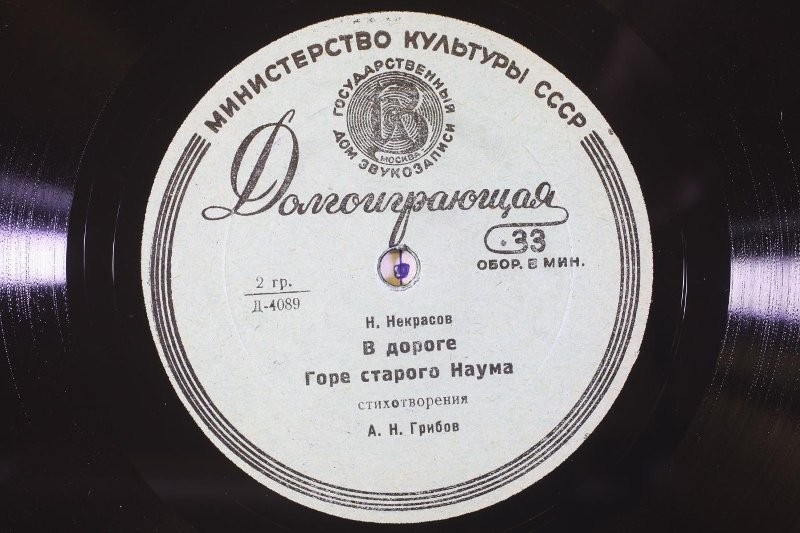 МИНИСТЕРСТВО КУЛЬТУРЫ СССР
ГОСУДАРСТВЕННЫЙ
ДОМ ЗВУКОЗАПИСИ
МОСКВА
Долгоиграющая
33
ОБОР. В МИН.
2 гр.
Д-4089
Н. Некрасов
В дороге
Горе старого Наума
стихотворения
А. Н. Грибов